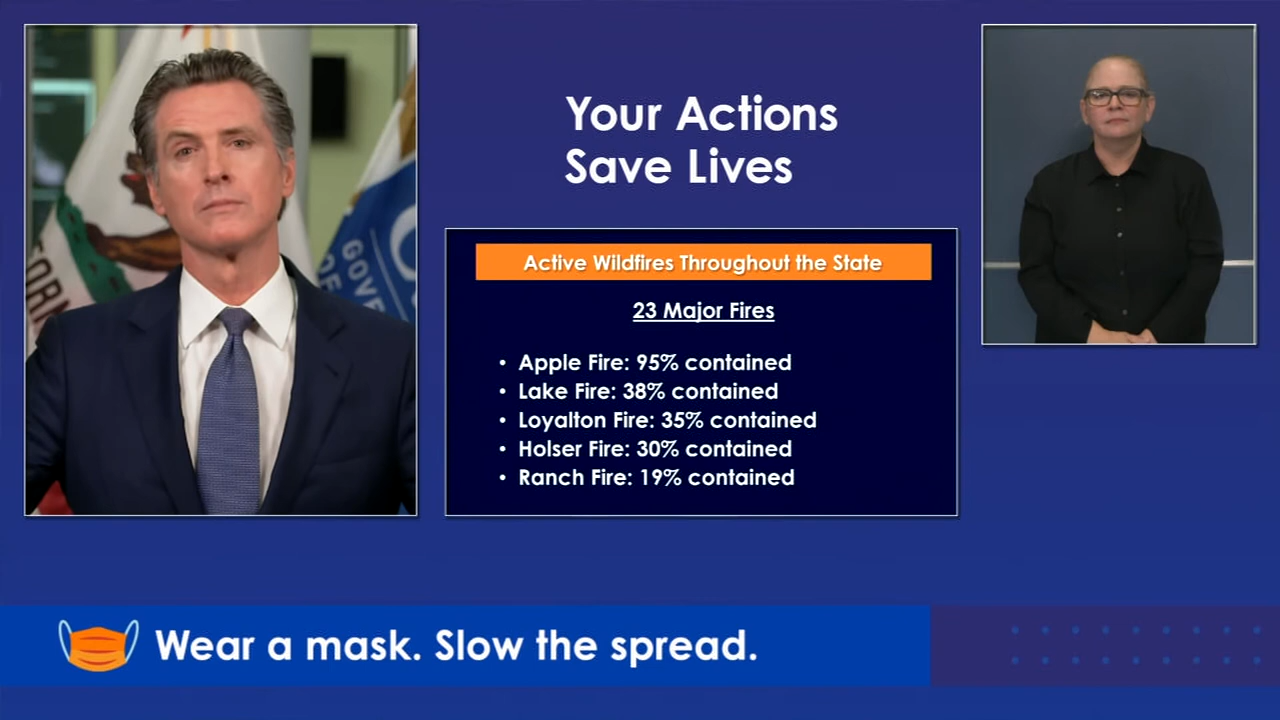 Your Actions
Save Lives
Active Wildfires Throughout the State
23 Major Fires
• Apple Fire: 95% contained
• Lake Fire: 38% contained
• Loyalton Fire: 35% contained
• Holser Fire: 30% contained
• Ranch Fire: 19% contained
Wear a mask. Slow the spread.